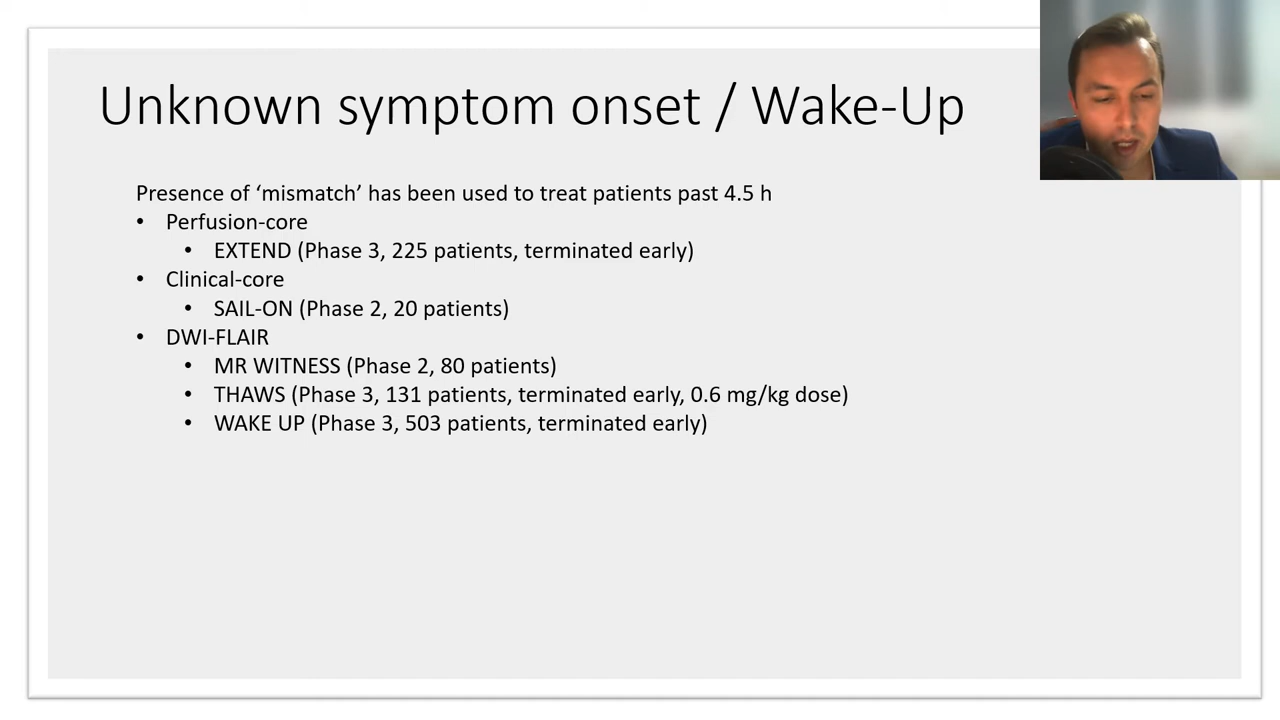 Unknown symptom onset / Wake-Up
Presence of ‘mismatch’ has been used to treat patients past 4.5 h
• Perfusion-core
• EXTEND (Phase 3, 225 patients, terminated early)
• Clinical-core
• SAIL-ON (Phase 2, 20 patients)
• DWI-FLAIR
• MR WITNESS (Phase 2, 80 patients)
• THAWS (Phase 3, 131 patients, terminated early, 0.6 mg/kg dose)
• WAKE UP (Phase 3, 503 patients, terminated early)